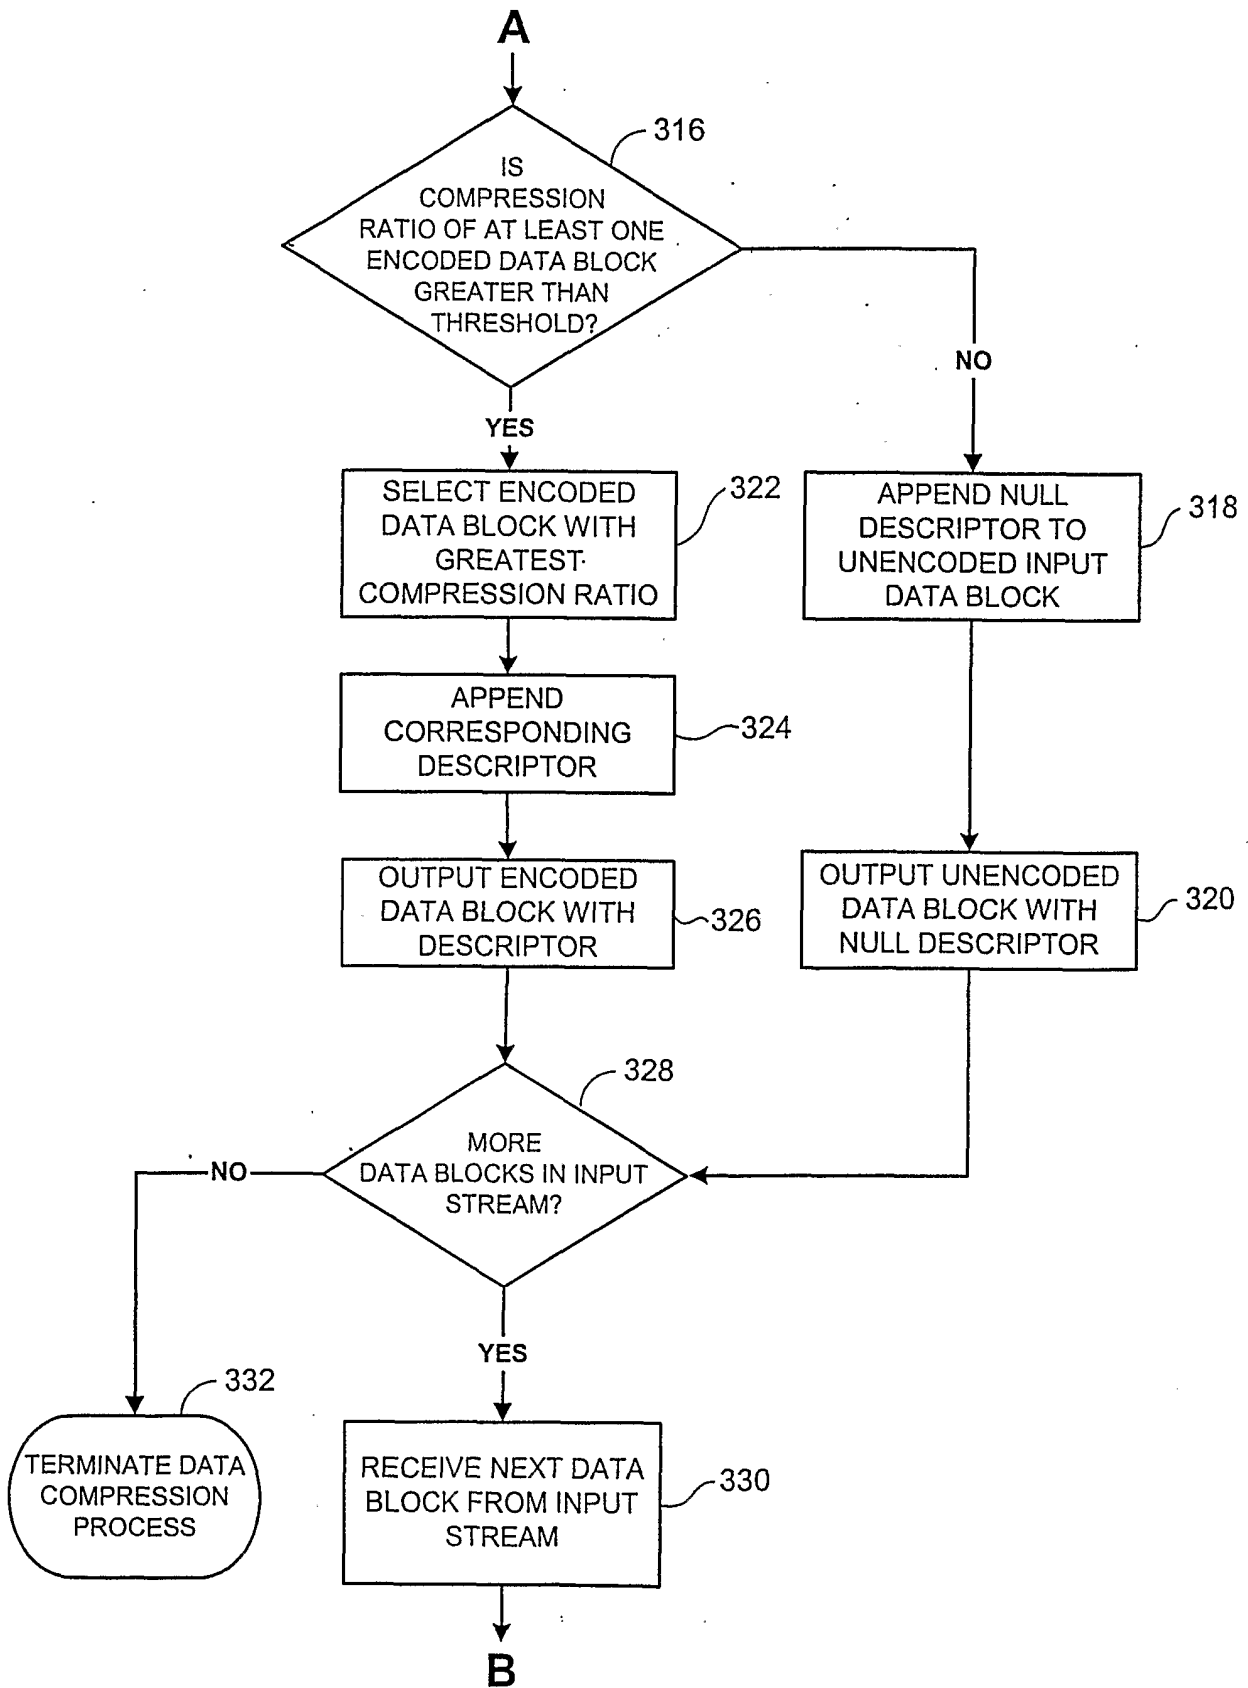 A
316
IS
COMPRESSION
RATIO OF AT LEAST ONE
ENCODED DATA BLOCK
GREATER THAN
THRESHOLD?
NO
YES
SELECT ENCODED
DATA BLOCK WITH
GREATEST
COMPRESSION RATIO
322
APPEND NULL
DESCRIPTOR TO
UNENCODED INPUT
DATA BLOCK
318
APPEND
CORRESPONDING
DESCRIPTOR
324
OUTPUT ENCODED
DATA BLOCK WITH
DESCRIPTOR
326
OUTPUT UNENCODED
DATA BLOCK WITH
NULL DESCRIPTOR
320
328
MORE
DATA BLOCKS IN INPUT
STREAM?
NO
YES
332
TERMINATE DATA
COMPRESSION
PROCESS
RECEIVE NEXT DATA
BLOCK FROM INPUT
STREAM
330
B